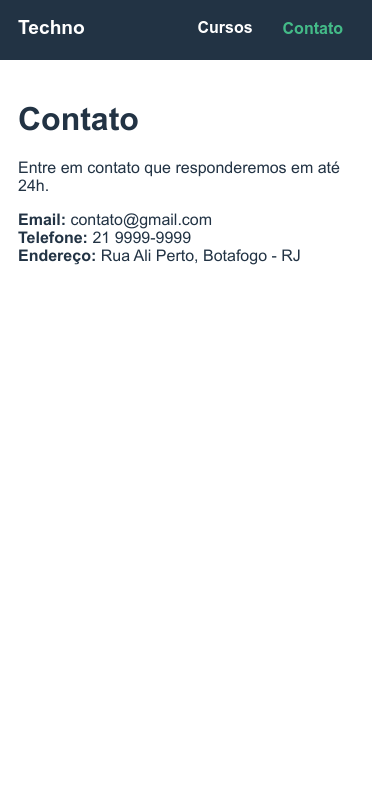 Techno Cursos Contato
Contato
Entre em contato que responderemos em até
24h.
Email: contato@gmail.com
Telefone: 21 9999-9999
Endereço: Rua Ali Perto, Botafogo - RJ